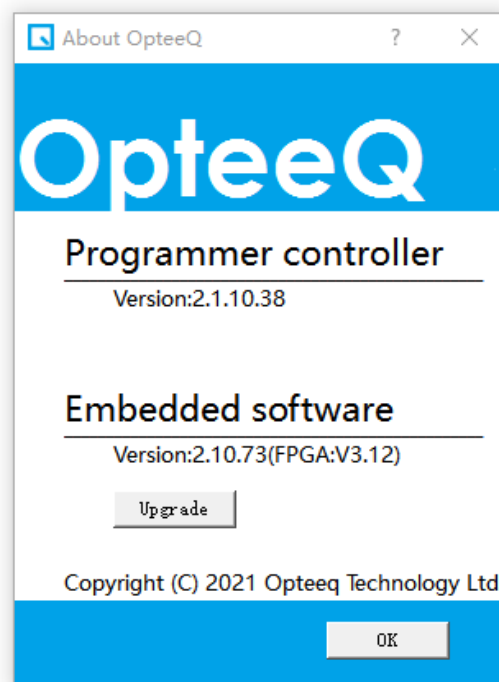 About OpteeQ
OpteeQ
Programmer controller
Version:2.1.10.38
Embedded software
Version:2.10.73(FPGA:V3.12)
Upgrade
Copyright (C) 2021 Opteeq Technology Ltd
OK